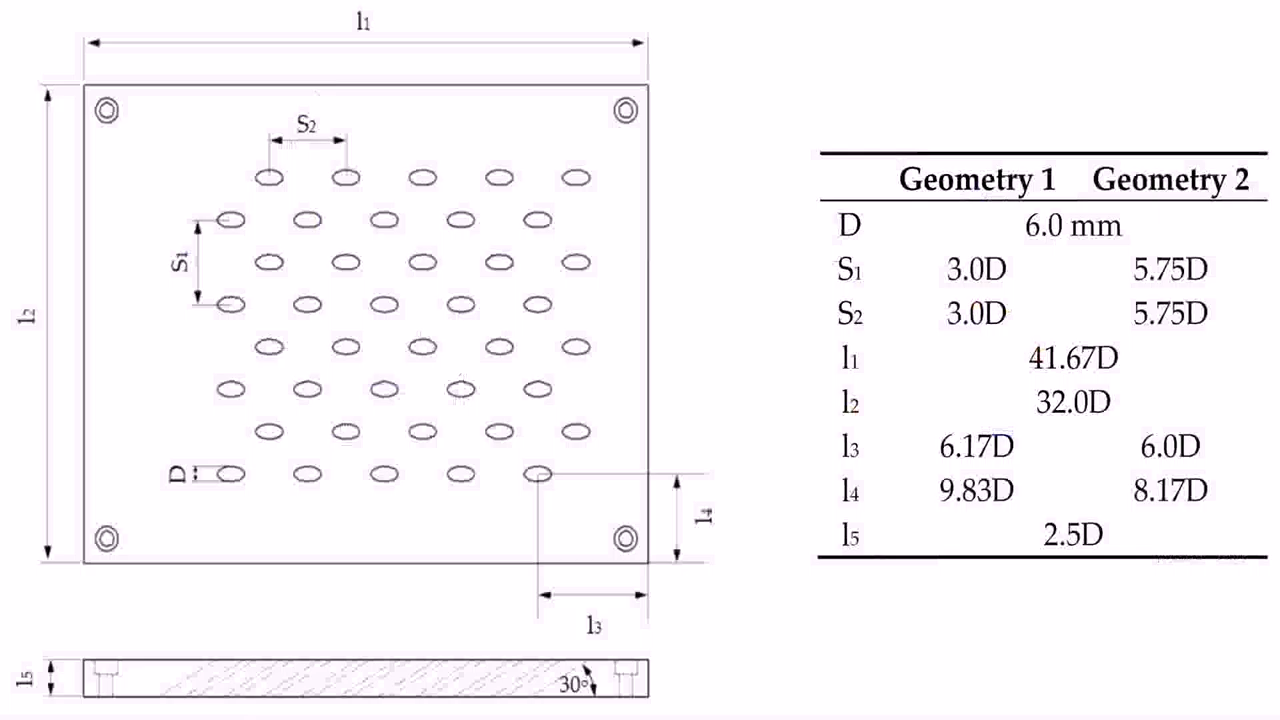 l1
S2
S1
l2
D
l4
l3
l5
30°
Geometry 1 Geometry 2
D 6.0 mm
S1 3.0D 5.75D
S2 3.0D 5.75D
l1 41.67D
l2 32.0D
l3 6.17D 6.0D
l4 9.83D 8.17D
l5 2.5D